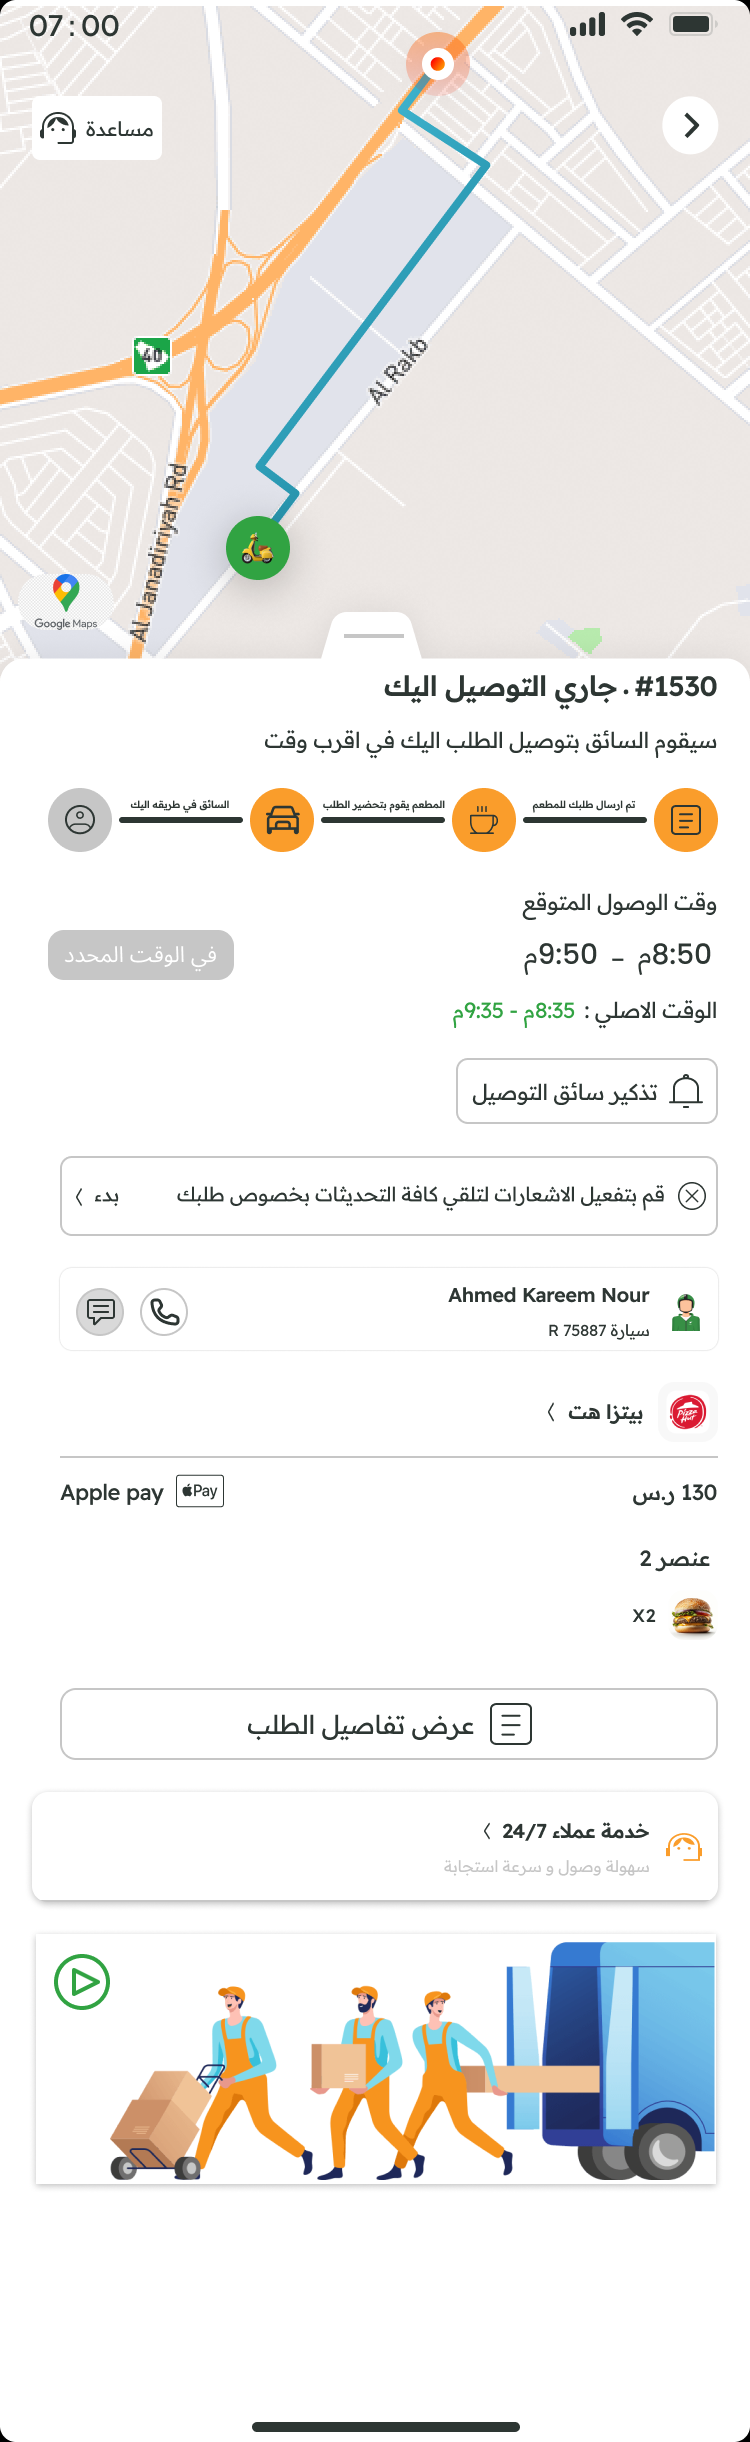 07:00
مساعدة
40
Al Rakb
Al Janadiriyah Rd
Google Maps
#1530 . جاري التوصيل اليك
سيقوم السائق بتوصيل الطلب اليك في اقرب وقت
تم ارسال طلبك للمطعم
المطعم يقوم بتحضير الطلب
السائق في طريقه اليك
وقت الوصول المتوقع
8:50م – 9:50م
في الوقت المحدد
الوقت الاصلي : 8:35م - 9:35م
تذكير سائق التوصيل
قم بتفعيل الاشعارات لتلقي كافة التحديثات بخصوص طلبك
بدء
Ahmed Kareem Nour
سيارة R 75887
Pizza Hut
بيتزا هت
130 ر.س
Pay
Apple pay
عنصر 2
X2
عرض تفاصيل الطلب
خدمة عملاء 24/7
سهولة وصول و سرعة استجابة